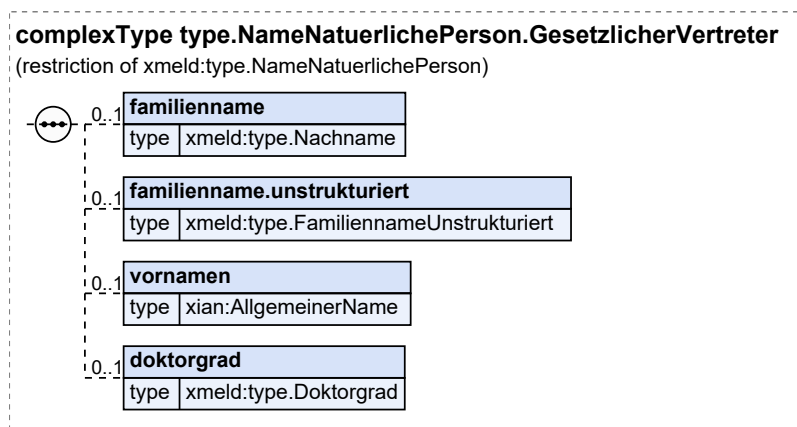 complexType type.NameNatuerlichePerson.GesetzlicherVertreter
(restriction of xmeld:type.NameNatuerlichePerson)
0..1 familienname
type xmeld:type.Nachname
0..1 familienname.unstrukturiert
type xmeld:type.FamiliennameUnstrukturiert
0..1 vornamen
type xian:AllgemeinerName
0..1 doktorgrad
type xmeld:type.Doktorgrad